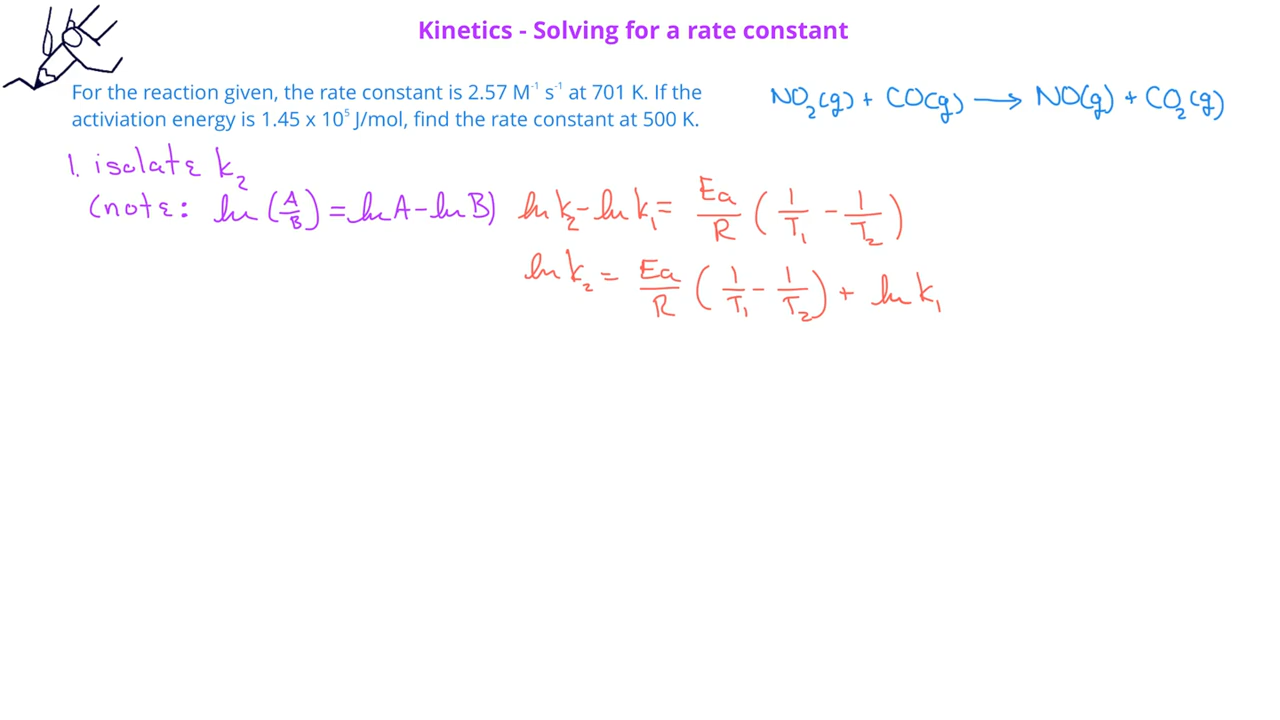 Kinetics - Solving for a rate constant
For the reaction given, the rate constant is 2.57 M⁻¹ s⁻¹ at 701 K. If the
activiation energy is 1.45 x 10⁵ J/mol, find the rate constant at 500 K.
NO₂(g) + CO(g) ⟶ NO(g) + CO₂(g)
1. isolate k₂
(note: ln (A/B) = ln A - ln B) ln k₂ - ln k₁ = Ea/R (1/T₁ - 1/T₂)
ln k₂ = Ea/R (1/T₁ - 1/T₂) + ln k₁